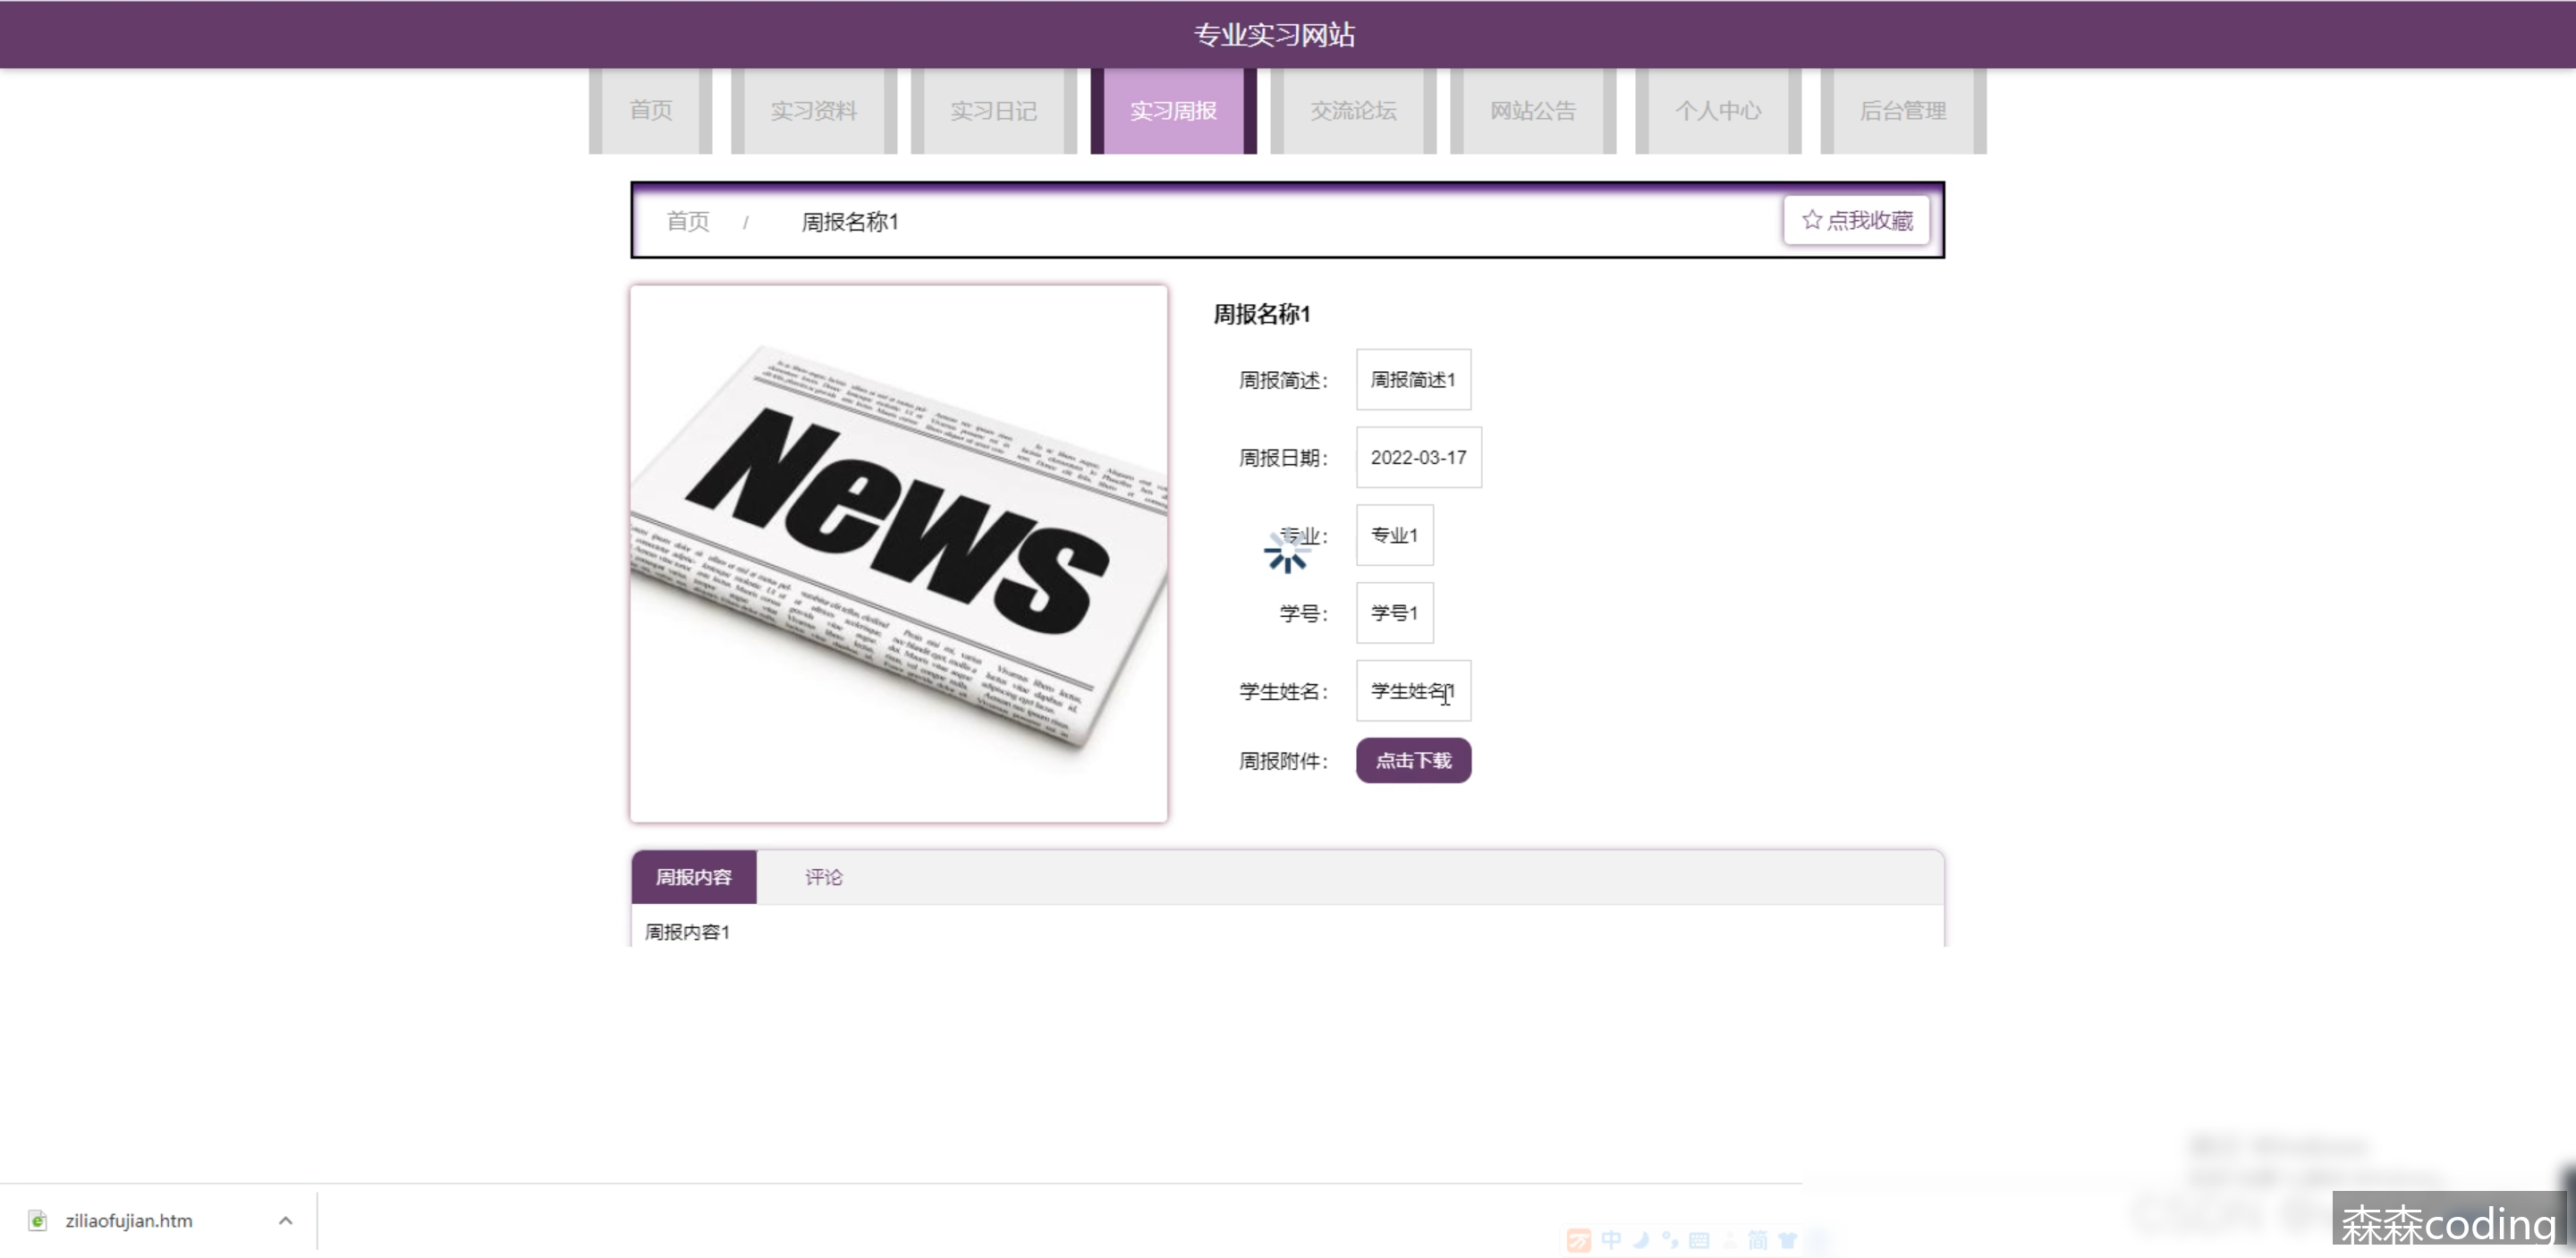 专业实习网站
首页 实习资料 实习日记 实习周报 交流论坛 网站公告 个人中心 后台管理
首页 / 周报名称1 点我收藏
News
周报名称1
周报简述： 周报简述1
周报日期： 2022-03-17
专业： 专业1
学号： 学号1
学生姓名： 学生姓名1
周报附件： 点击下载
周报内容 评论
周报内容1
ziliaofujian.htm
中 简
森森coding